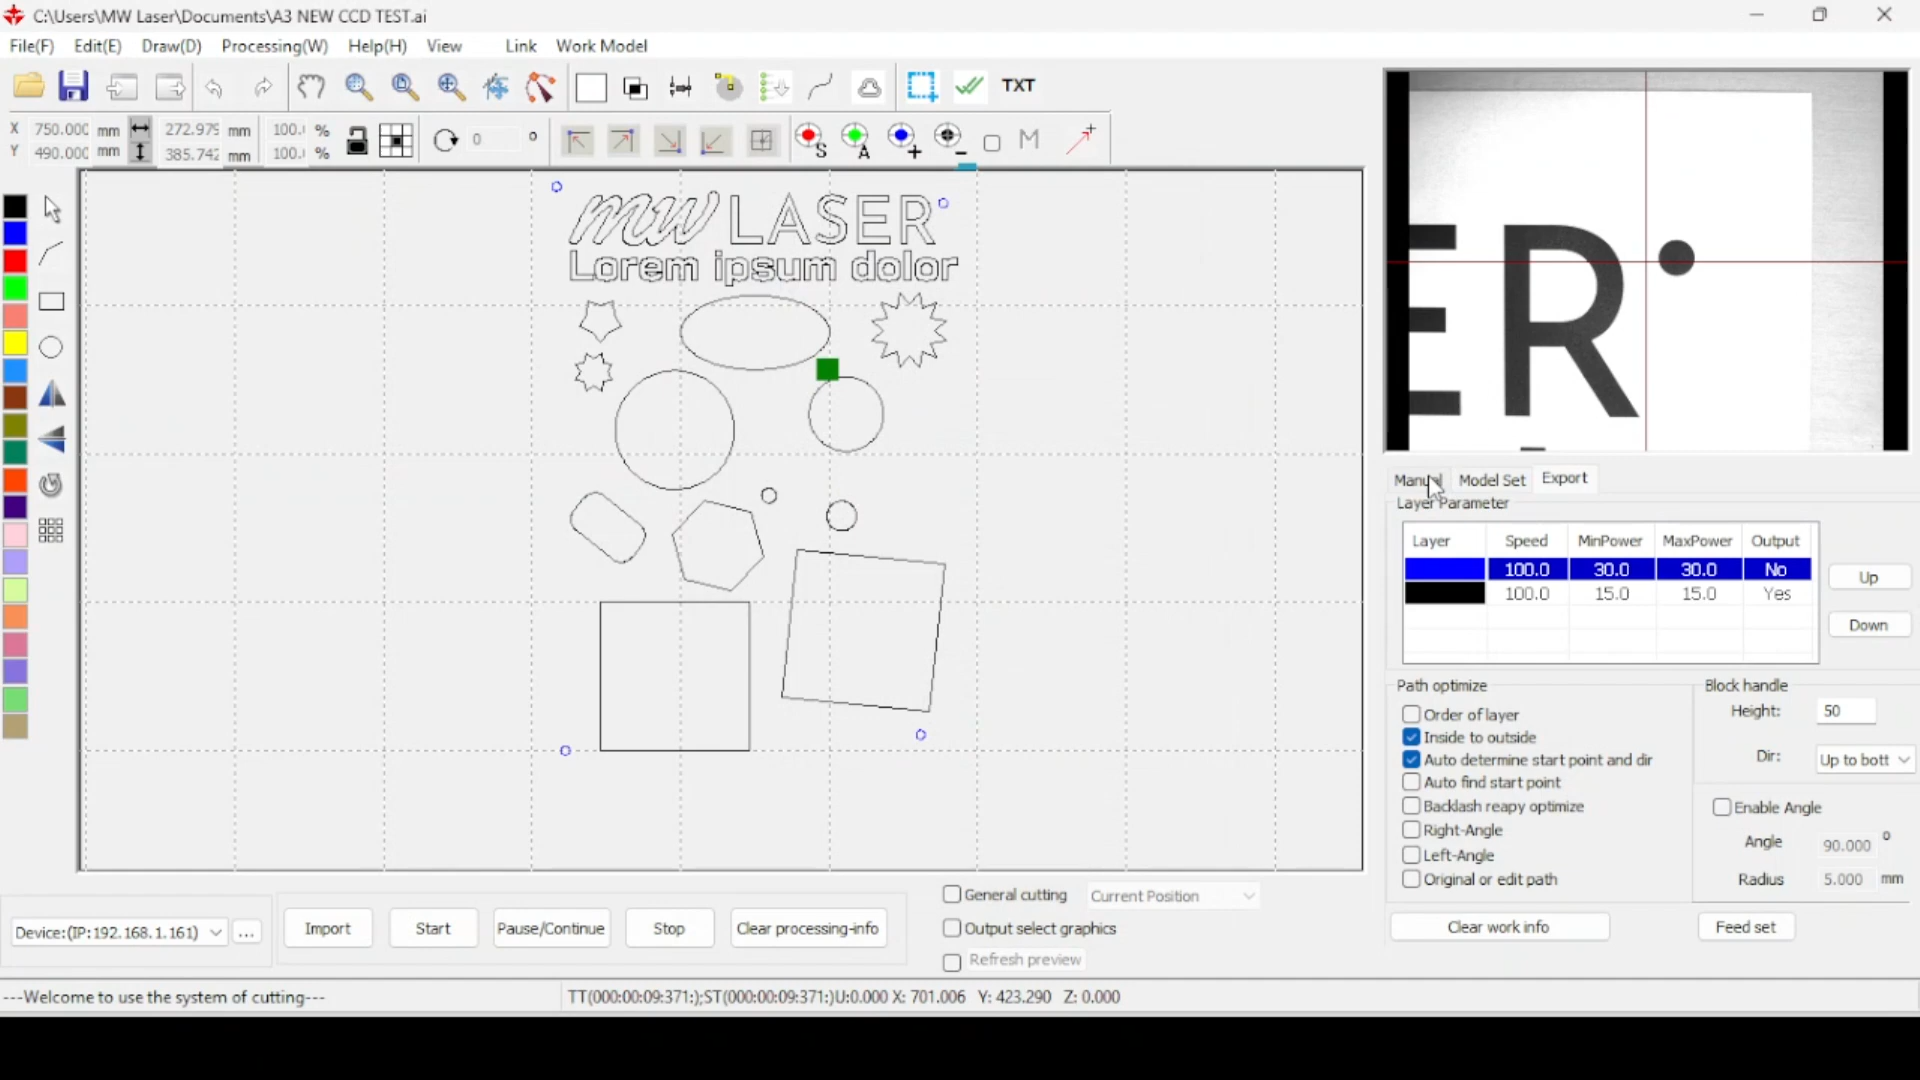 C:\Users\MW Laser\Documents\A3 NEW CCD TEST.ai
File(F) Edit(E) Draw(D) Processing(W) Help(H) View Link Work Model
TXT
X 750.000 mm 272.979 mm 100.( %
Y 490.000 mm 385.742 mm 100.( %
0 °
S A + − M
mw LASER
Lorem ipsum dolor
ER
Manual Model Set Export
Layer Parameter
Layer Speed MinPower MaxPower Output
100.0 30.0 30.0 No
100.0 15.0 15.0 Yes
Up
Down
Path optimize
Order of layer
Inside to outside
Auto determine start point and dir
Auto find start point
Backlash reapy optimize
Right-Angle
Left-Angle
Original or edit path
Block handle
Height: 50
Dir: Up to bott
Enable Angle
Angle 90.000 °
Radius 5.000 mm
Clear work info
Feed set
Device:(IP:192.168.1.161) ...
Import
Start
Pause/Continue
Stop
Clear processing-info
General cutting Current Position
Output select graphics
Refresh preview
---Welcome to use the system of cutting---
TT(000:00:09:371:);ST(000:00:09:371:)U:0.000 X: 701.006 Y: 423.290 Z: 0.000